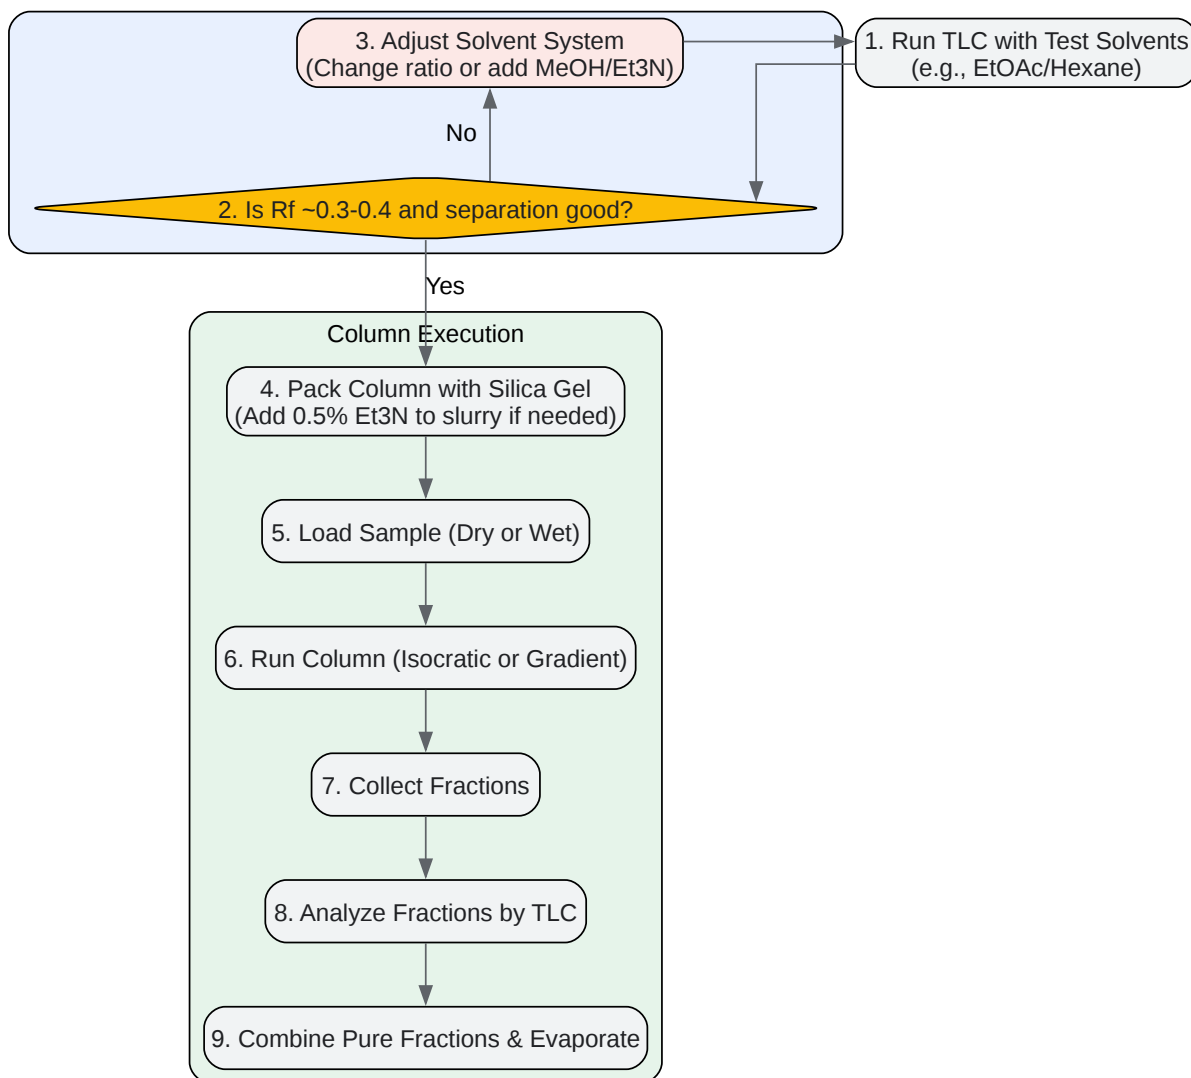 3. Adjust Solvent System
(Change ratio or add MeOH/Et3N)
1. Run TLC with Test Solvents
(e.g., EtOAc/Hexane)
No
2. Is Rf ~0.3-0.4 and separation good?
Yes
Column Execution
4. Pack Column with Silica Gel
(Add 0.5% Et3N to slurry if needed)
5. Load Sample (Dry or Wet)
6. Run Column (Isocratic or Gradient)
7. Collect Fractions
8. Analyze Fractions by TLC
9. Combine Pure Fractions & Evaporate